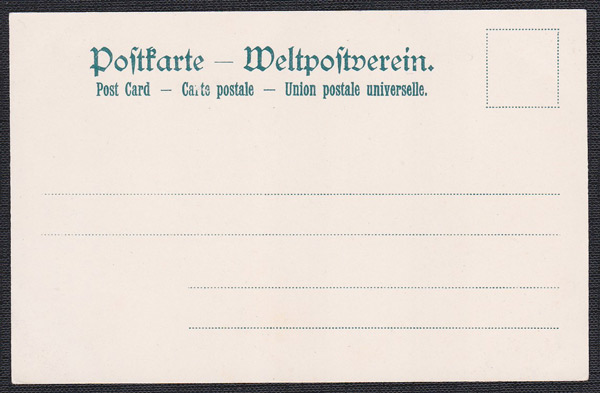 Poſtkarte — Weltpoſtverein.
Post Card — Carte postale — Union postale universelle.